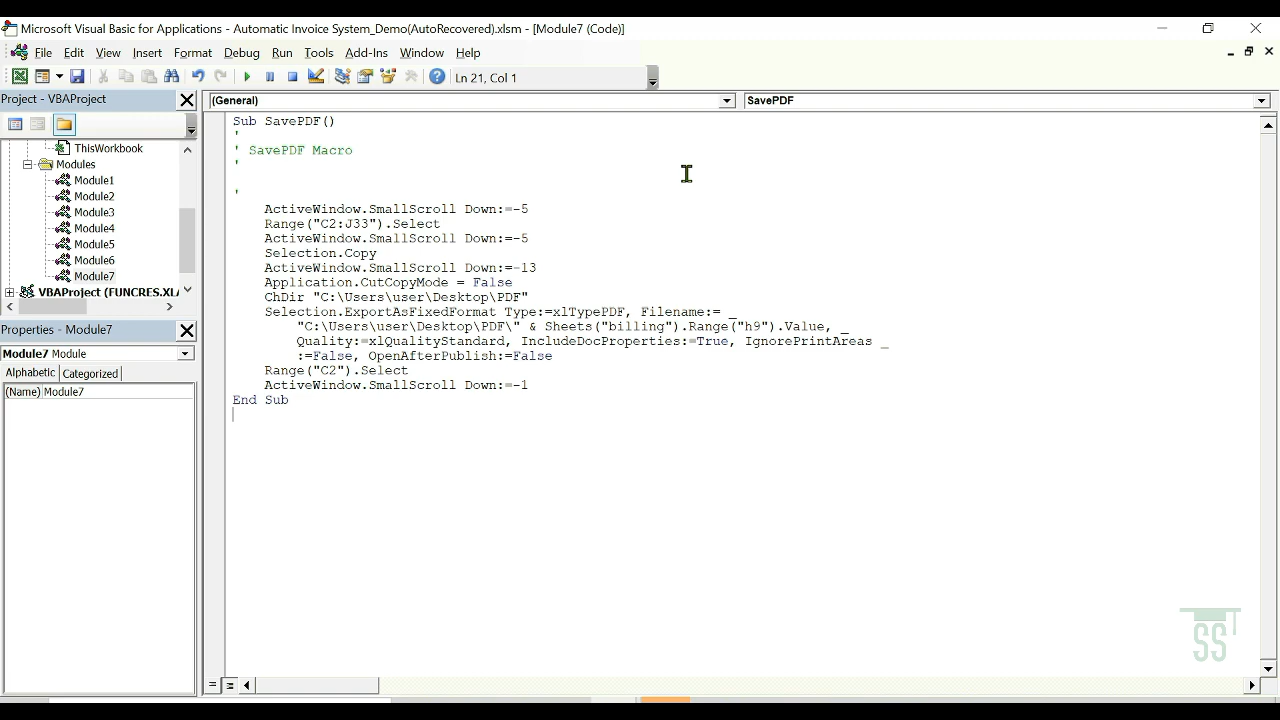 Microsoft Visual Basic for Applications - Automatic Invoice System_Demo(AutoRecovered).xlsm - [Module7 (Code)]
File Edit View Insert Format Debug Run Tools Add-Ins Window Help
Ln 21, Col 1
Project - VBAProject
(General)
SavePDF
ThisWorkbook
Modules
Module1
Module2
Module3
Module4
Module5
Module6
Module7
VBAProject (FUNCRES.XL
Properties - Module7
Module7 Module
Alphabetic Categorized
(Name) Module7
Sub SavePDF()
'
' SavePDF Macro
'
'
ActiveWindow.SmallScroll Down:=-5
Range("C2:J33").Select
ActiveWindow.SmallScroll Down:=-5
Selection.Copy
ActiveWindow.SmallScroll Down:=-13
Application.CutCopyMode = False
ChDir "C:\Users\user\Desktop\PDF"
Selection.ExportAsFixedFormat Type:=xlTypePDF, Filename:= _
"C:\Users\user\Desktop\PDF\" & Sheets("billing").Range("h9").Value, _
Quality:=xlQualityStandard, IncludeDocProperties:=True, IgnorePrintAreas _
:=False, OpenAfterPublish:=False
Range("C2").Select
ActiveWindow.SmallScroll Down:=-1
End Sub
SS